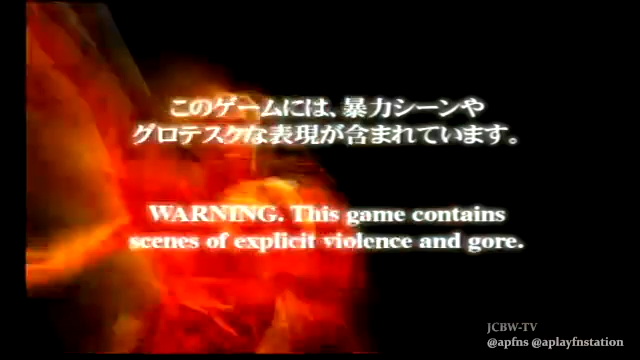 このゲームには、暴力シーンや
グロテスクな表現が含まれています。
WARNING. This game contains
scenes of explicit violence and gore.
JCBW-TV
@apfns @aplayfnstation